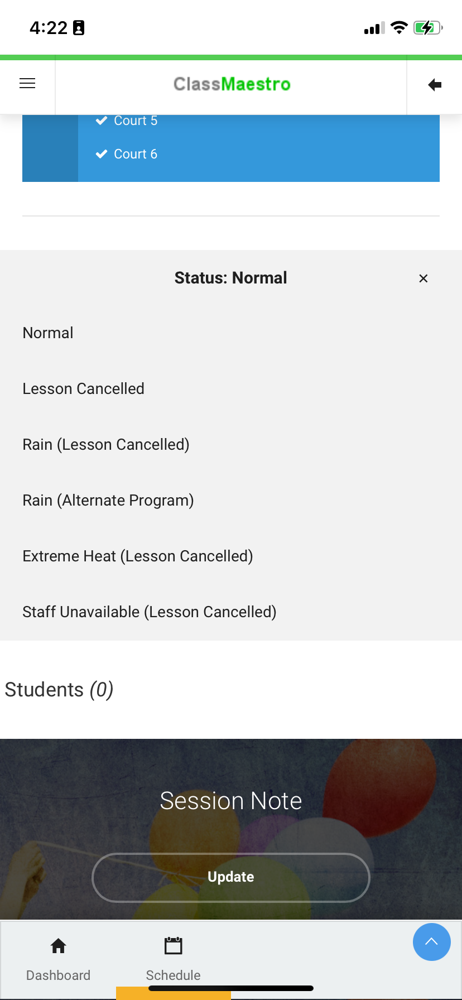 4:22
ClassMaestro
Court 5
Court 6
Status: Normal
Normal
Lesson Cancelled
Rain (Lesson Cancelled)
Rain (Alternate Program)
Extreme Heat (Lesson Cancelled)
Staff Unavailable (Lesson Cancelled)
Students (0)
Session Note
Update
Dashboard
Schedule